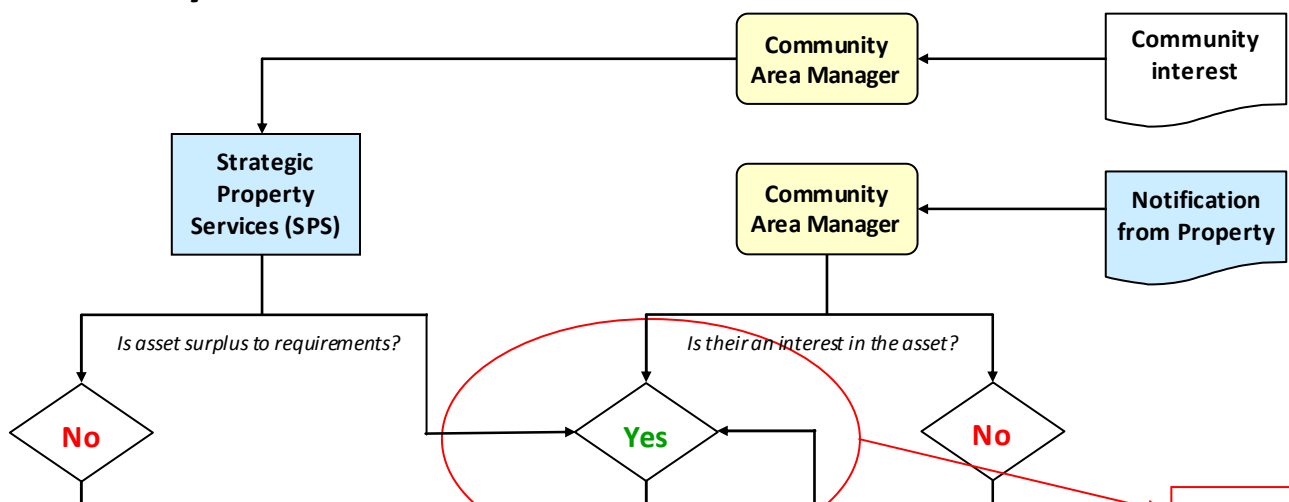 Community
Area Manager
Community
interest
Strategic
Property
Services (SPS)
Community
Area Manager
Notification
from Property
Is asset surplus to requirements?
Is their an interest in the asset?
No
Yes
No